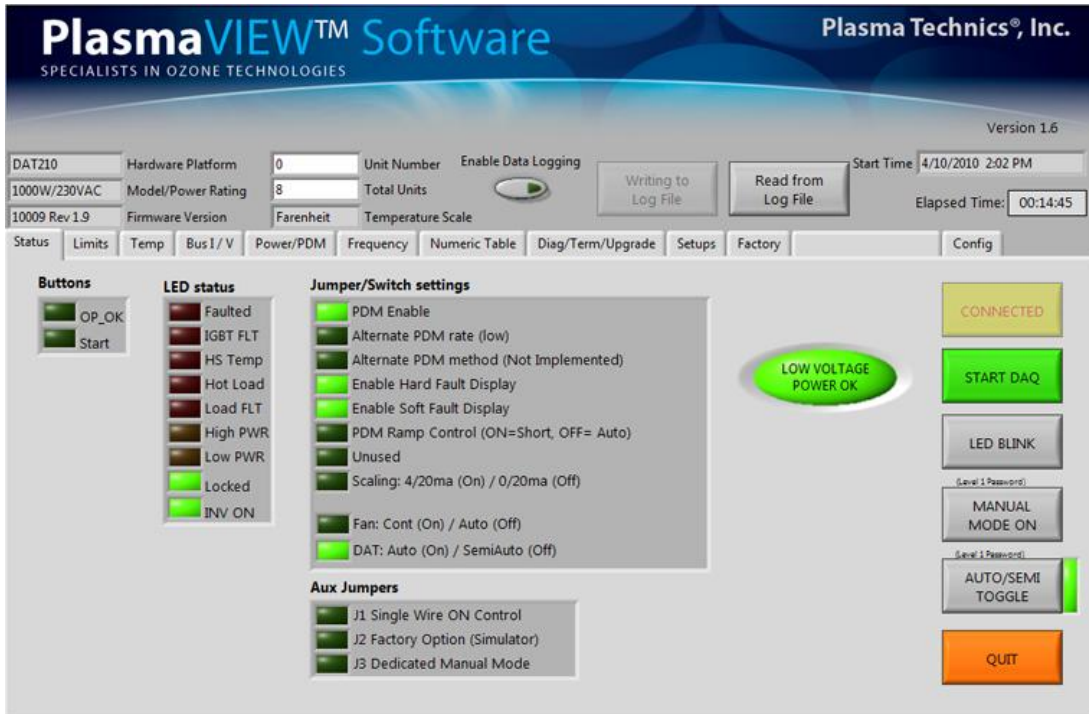 PlasmaVIEW™ Software
SPECIALISTS IN OZONE TECHNOLOGIES
Plasma Technics®, Inc.
Version 1.6
DAT210 Hardware Platform 0 Unit Number Enable Data Logging Writing to Log File Read from Log File Start Time 4/10/2010 2:02 PM
1000W/230VAC Model/Power Rating 8 Total Units
10009 Rev 1.9 Firmware Version Farenheit Temperature Scale Elapsed Time: 00:14:45
Status Limits Temp Bus I / V Power/PDM Frequency Numeric Table Diag/Term/Upgrade Setups Factory Config
Buttons
OP_OK
Start
LED status
Faulted
IGBT FLT
HS Temp
Hot Load
Load FLT
High PWR
Low PWR
Locked
INV ON
Jumper/Switch settings
PDM Enable
Alternate PDM rate (low)
Alternate PDM method (Not Implemented)
Enable Hard Fault Display
Enable Soft Fault Display
PDM Ramp Control (ON=Short, OFF= Auto)
Unused
Scaling: 4/20ma (On) / 0/20ma (Off)
Fan: Cont (On) / Auto (Off)
DAT: Auto (On) / SemiAuto (Off)
Aux Jumpers
J1 Single Wire ON Control
J2 Factory Option (Simulator)
J3 Dedicated Manual Mode
LOW VOLTAGE
POWER OK
CONNECTED
START DAQ
LED BLINK
(Level 1 Password)
MANUAL
MODE ON
(Level 1 Password)
AUTO/SEMI
TOGGLE
QUIT